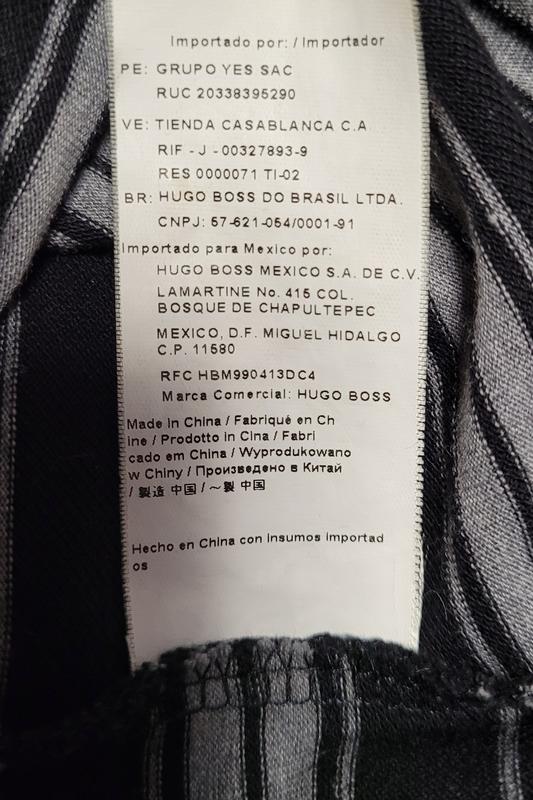 Importado por: / Importador
PE: GRUPO YES SAC
RUC 20338395290
VE: TIENDA CASABLANCA C.A
RIF - J - 00327893-9
RES 0000071 TI-02
BR: HUGO BOSS DO BRASIL LTDA.
CNPJ: 57-621-054/0001-91
Importado para Mexico por:
HUGO BOSS MEXICO S.A. DE C.V.
LAMARTINE No. 415 COL.
BOSQUE DE CHAPULTEPEC
MEXICO, D.F. MIGUEL HIDALGO
C.P. 11580
RFC HBM990413DC4
Marca Comercial: HUGO BOSS
Made in China / Fabriqué en Ch
ine / Prodotto in Cina / Fabri
cado em China / Wyprodukowano
w Chiny / Произведено в Китай
/ 製造 中国 / ～製 中国
Hecho en China con insumos importad
os